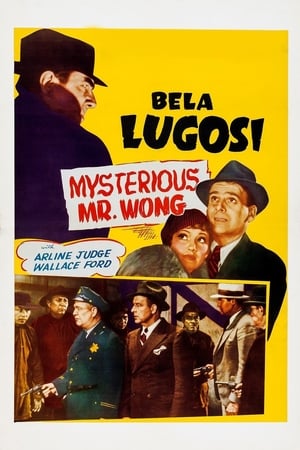 BELA
LUGOSI
MYSTERIOUS
MR. WONG
with
ARLINE JUDGE
WALLACE FORD